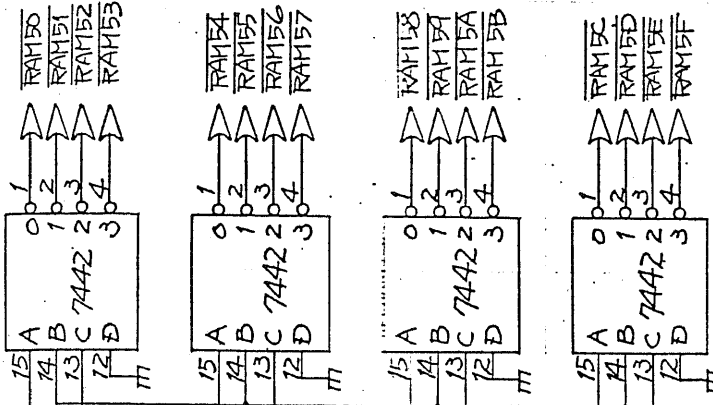 RAM50
RAM51
RAM52
RAM53
RAM54
RAM55
RAM56
RAM57
RAM58
RAM59
RAM5A
RAM5B
RAM5C
RAM5D
RAM5E
RAM5F
1 2 3 4
1 2 3 4
1 2 3 4
1 2 3 4
0 1 2 3
0 1 2 3
0 1 2 3
0 1 2 3
7442
7442
7442
7442
A B C D
A B C D
A B C D
A B C D
15 14 13 12
15 14 13 12
15 14 13 12
15 14 13 12